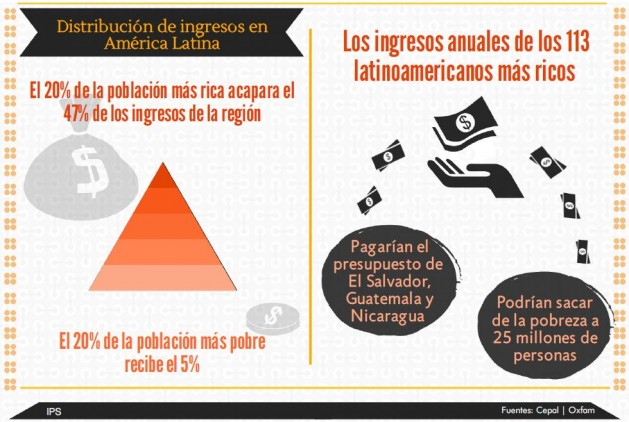 Distribución de ingresos en
América Latina
El 20% de la población más rica acapara el
47% de los ingresos de la región
$
$
El 20% de la población más pobre
recibe el 5%
Los ingresos anuales de los 113
latinoamericanos más ricos
$
$
$
Pagarían el
presupuesto de
El Salvador,
Guatemala y
Nicaragua
Podrían sacar
de la pobreza a
25 millones de
personas
IPS
Fuentes: Cepal | Oxfam